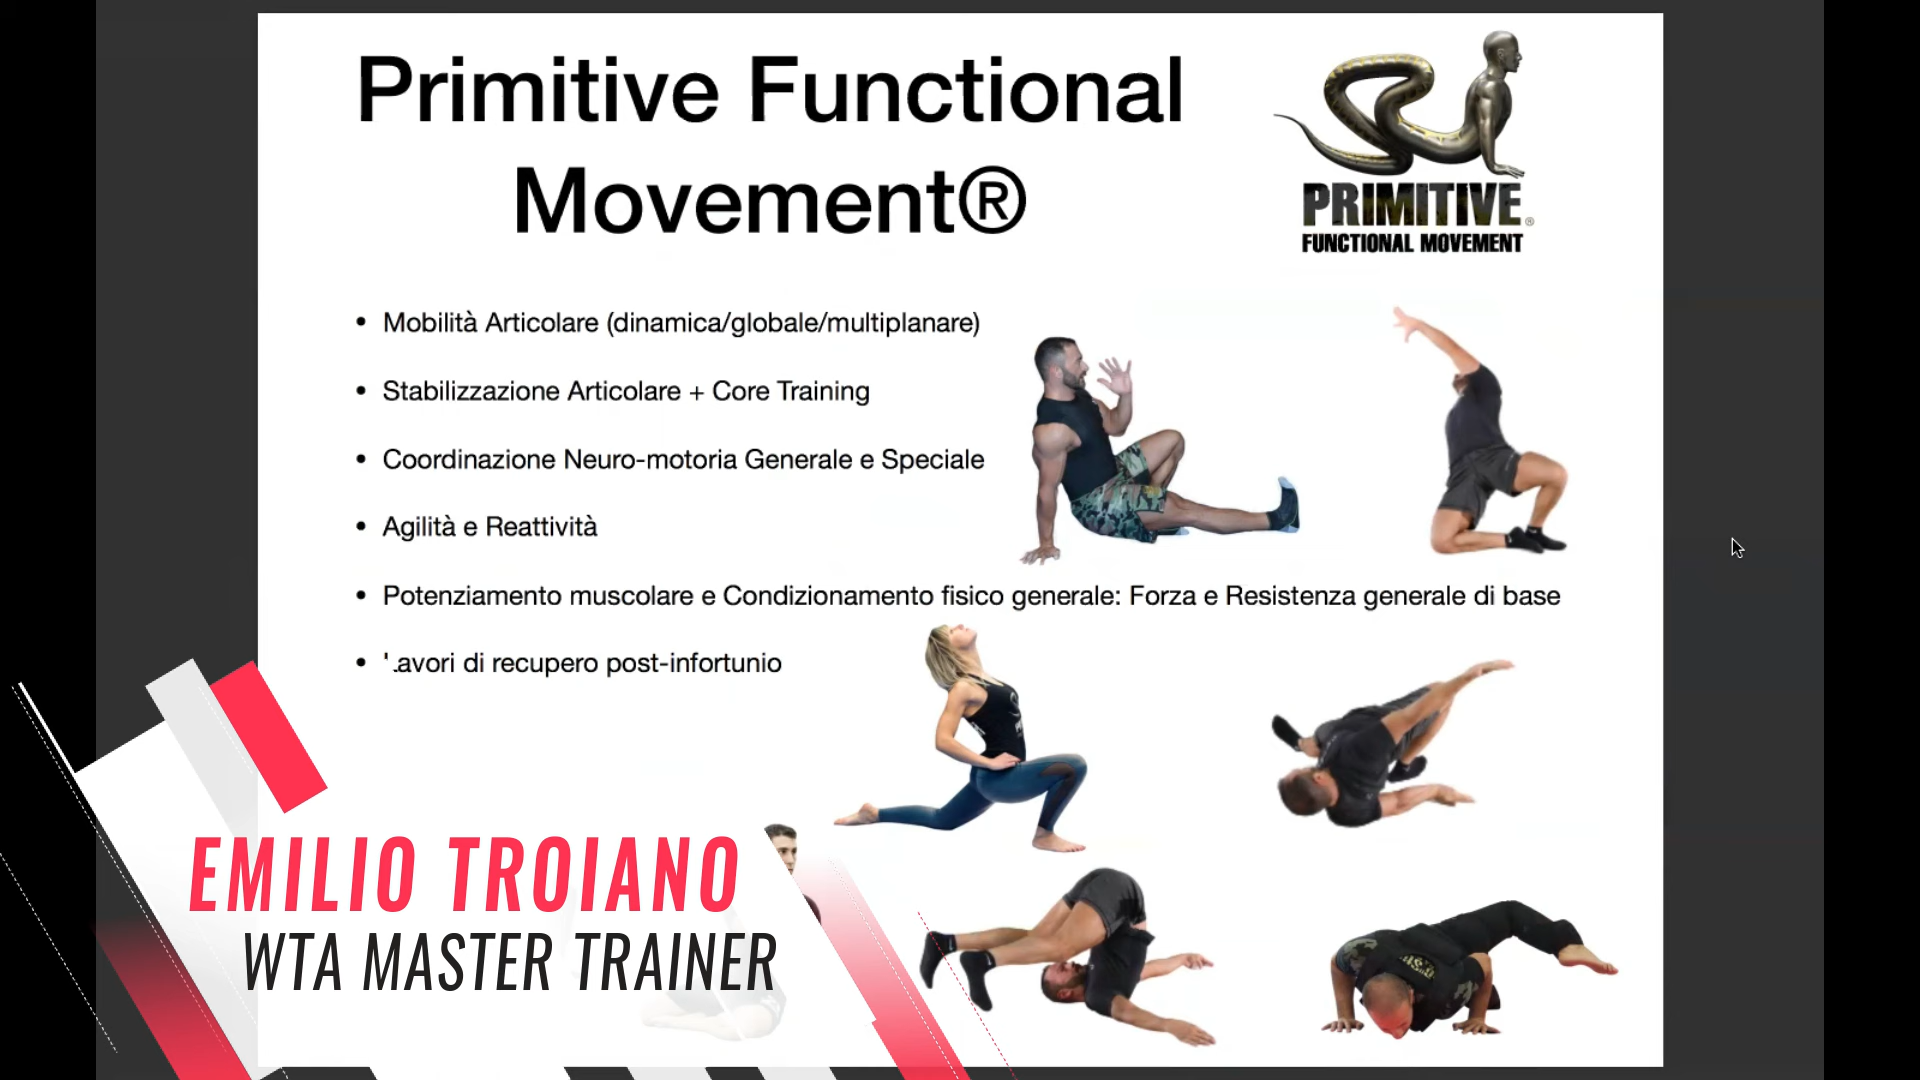 Primitive Functional
Movement®
PRIMITIVE®
FUNCTIONAL MOVEMENT
• Mobilità Articolare (dinamica/globale/multiplanare)
• Stabilizzazione Articolare + Core Training
• Coordinazione Neuro-motoria Generale e Speciale
• Agilità e Reattività
• Potenziamento muscolare e Condizionamento fisico generale: Forza e Resistenza generale di base
• Lavori di recupero post-infortunio
EMILIO TROIANO
WTA MASTER TRAINER